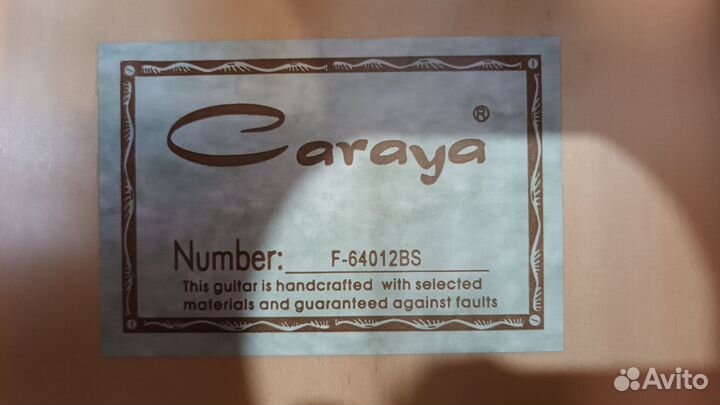 Caraya ®
Number: F-64012BS
This guitar is handcrafted with selected
materials and guaranteed against faults
Avito